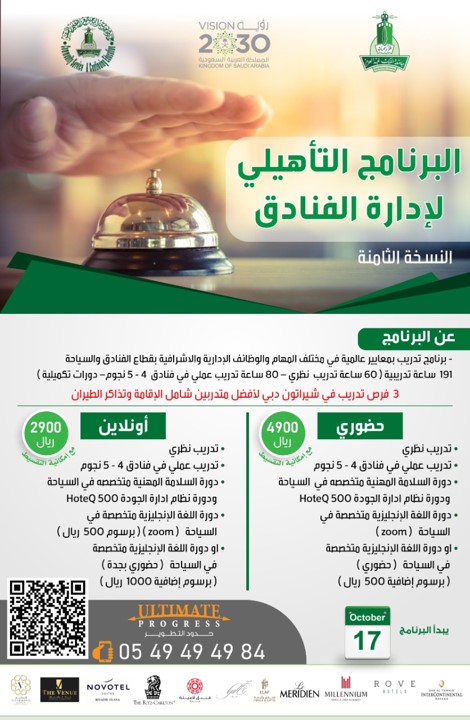 VISION رؤية
2030
المملكة العربية السعودية
KINGDOM OF SAUDI ARABIA
البرنامج التأهيلي
لإدارة الفنادق
النسخة الثامنة
عن البرنامج
- برنامج تدريب بمعايير عالمية في مختلف المهام والوظائف الإدارية والاشرافية بقطاع الفنادق والسياحة
191 ساعة تدريبية ( 60 ساعة تدريب نظري – 80 ساعة تدريب عملي في فنادق 4 - 5 نجوم– دورات تكميلية )
3 فرص تدريب في شيراتون دبي لأفضل متدربين شامل الإقامة وتذاكر الطيران
حضوري
4900
ريال
مع إمكانية التقسيط
• تدريب نظري
• تدريب عملي في فنادق 4 - 5 نجوم
• دورة السلامة المهنية متخصصه في السياحة
ودورة نظام ادارة الجودة HoteQ 500
• دورة اللغة الإنجليزية متخصصة في
السياحة ( zoom )
• او دورة اللغة الإنجليزية متخصصة
في السياحة ( حضوري )
( برسوم إضافية 500 ريال )
أونلاين
2900
ريال
مع إمكانية التقسيط
• تدريب نظري
• تدريب عملي في فنادق 4 - 5 نجوم
• دورة السلامة المهنية متخصصه في السياحة
ودورة نظام ادارة الجودة HoteQ 500
• دورة اللغة الإنجليزية متخصصة في
السياحة ( zoom ) ( برسوم 500 ريال )
• او دورة اللغة الإنجليزية متخصصة
في السياحة ( حضوري بجدة )
( برسوم إضافية 1000 ريال )
يبدأ البرنامج
October
17
ULTIMATE
PROGRESS
حدود التطوير
05 49 49 49 84
THE VENUE
NOVOTEL
SUITES
THE RITZ-CARLTON
MERIDIEN
MILLENNIUM
ROVE
HOTELS
INTERCONTINENTAL